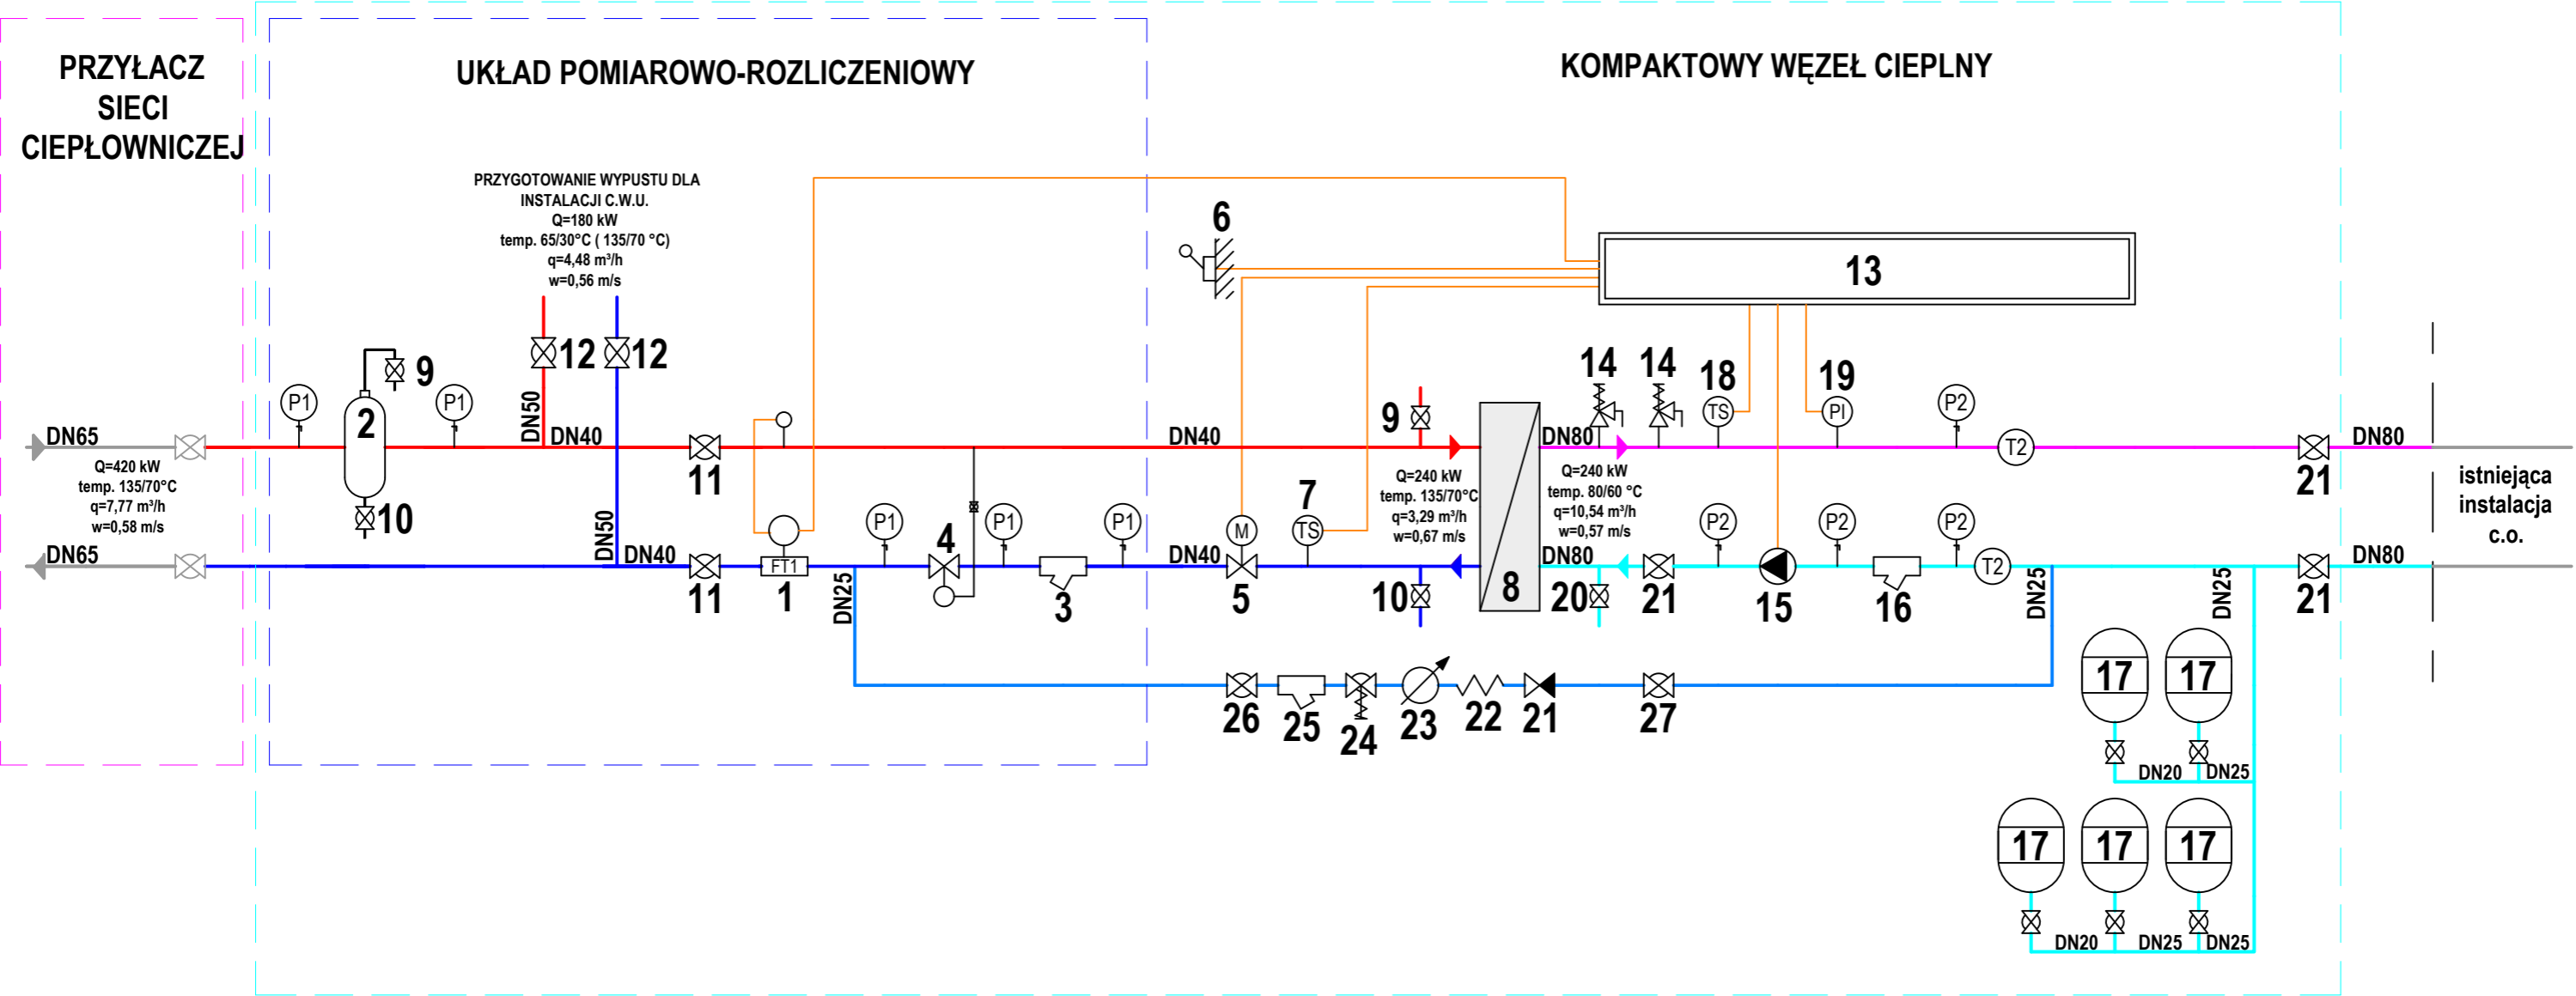 PRZYŁACZ
SIECI
CIEPŁOWNICZEJ
UKŁAD POMIAROWO-ROZLICZENIOWY
KOMPAKTOWY WĘZEŁ CIEPLNY
PRZYGOTOWANIE WYPUSTU DLA
INSTALACJI C.W.U.
Q=180 kW
temp. 65/30°C ( 135/70 °C)
q=4,48 m³/h
w=0,56 m/s
6
13
12
12
9
2
P1
P1
DN50
DN65
DN40
11
DN40
9
14
14
18
19
TS
PI
P2
DN80
T2
DN80
21
Q=420 kW
temp. 135/70°C
q=7,77 m³/h
w=0,58 m/s
10
Q=240 kW
temp. 135/70°C
q=3,29 m³/h
w=0,67 m/s
Q=240 kW
temp. 80/60 °C
q=10,54 m³/h
w=0,57 m/s
istniejąca
instalacja
c.o.
DN65
DN50
DN40
11
FT1
1
P1
4
P1
P1
3
DN40
M
5
7
TS
10
8
DN80
20
21
P2
15
P2
16
P2
T2
DN25
DN25
21
DN80
DN25
26
25
24
23
22
21
27
17
17
DN20
DN25
17
17
17
DN20
DN25
DN25